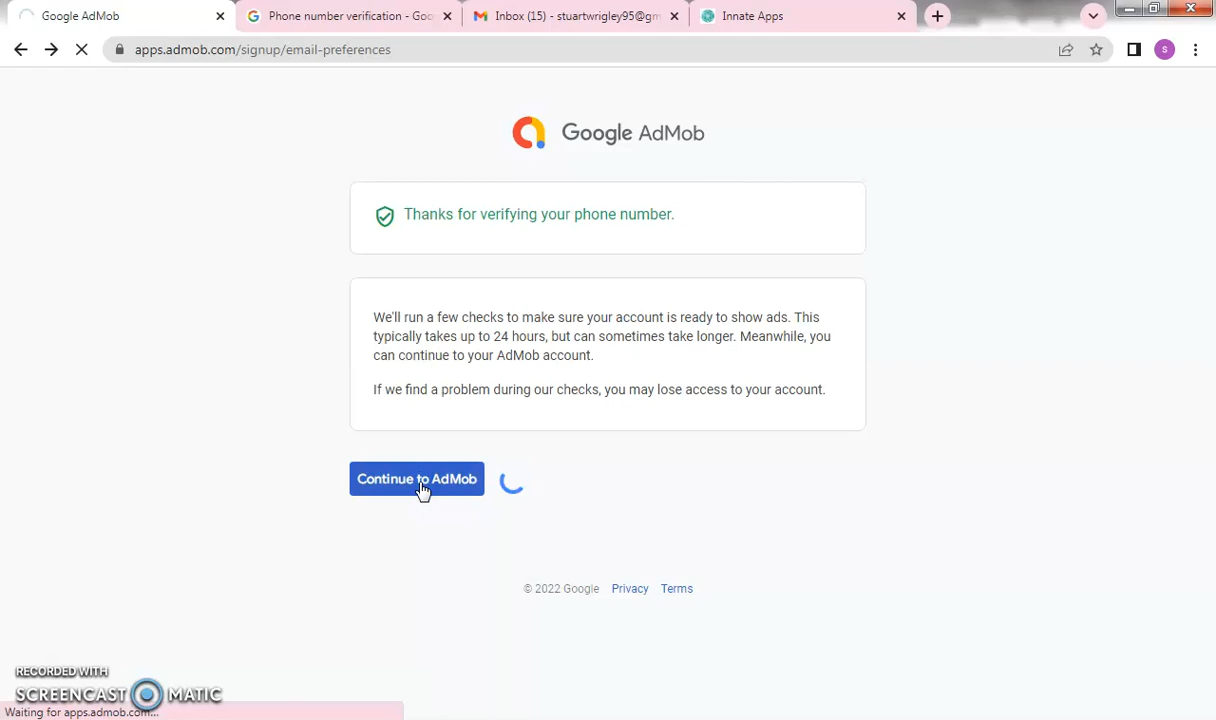 Google AdMob
Phone number verification - Goo
Inbox (15) - stuartwrigley95@gm
Innate Apps
apps.admob.com/signup/email-preferences
s
Google AdMob
Thanks for verifying your phone number.
We'll run a few checks to make sure your account is ready to show ads. This
typically takes up to 24 hours, but can sometimes take longer. Meanwhile, you
can continue to your AdMob account.
If we find a problem during our checks, you may lose access to your account.
Continue to AdMob
© 2022 Google Privacy Terms
RECORDED WITH
SCREENCAST MATIC
Waiting for apps.admob.com...